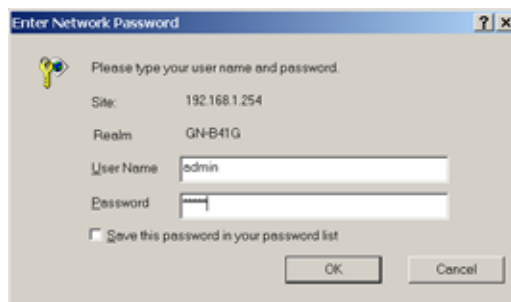 Enter Network Password
Please type your user name and password.
Site: 192.168.1.254
Realm GN-B41G
User Name admin
Password *****
Save this password in your password list
OK Cancel